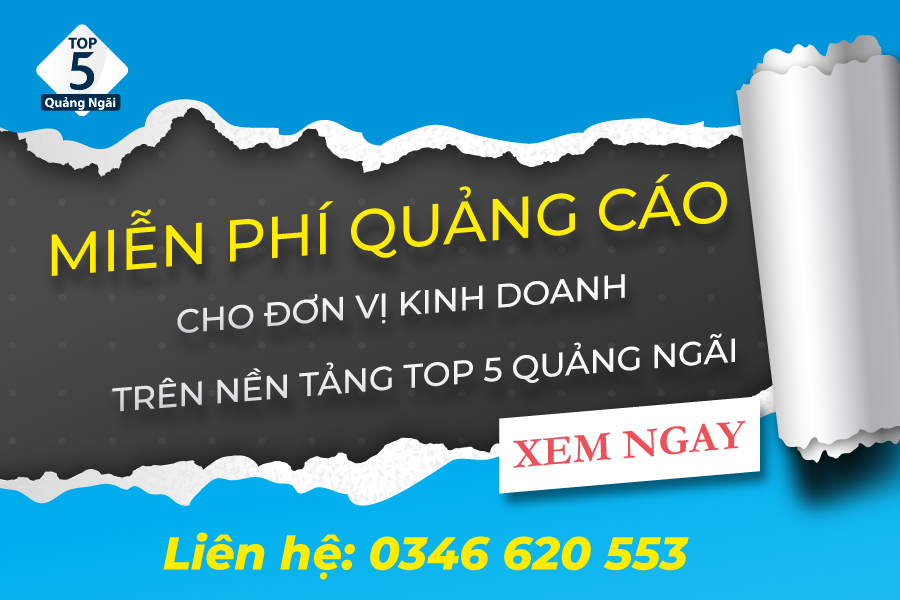 TOP
5
Quảng Ngãi
MIỄN PHÍ QUẢNG CÁO
CHO ĐƠN VỊ KINH DOANH
TRÊN NỀN TẢNG TOP 5 QUẢNG NGÃI
XEM NGAY
Liên hệ: 0346 620 553